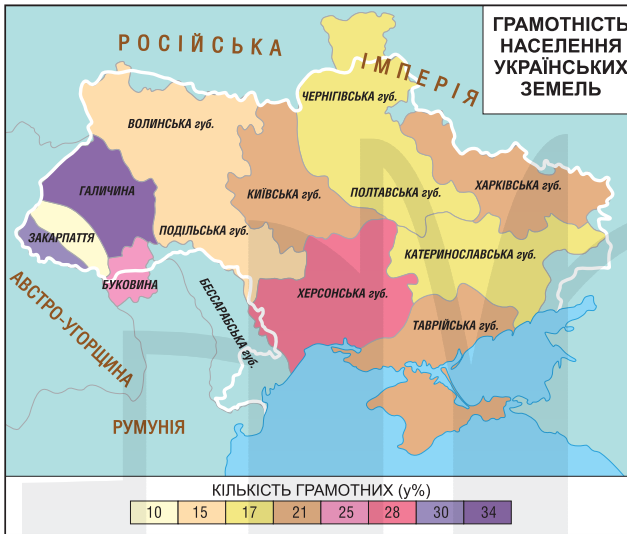 ГРАМОТНІСТЬ
НАСЕЛЕННЯ
УКРАЇНСЬКИХ
ЗЕМЕЛЬ
РОСІЙСЬКА
ІМПЕРІЯ
ЧЕРНІГІВСЬКА губ.
ВОЛИНСЬКА губ.
ГАЛИЧИНА
КИЇВСЬКА губ.
ПОЛТАВСЬКА губ.
ХАРКІВСЬКА губ.
ЗАКАРПАТТЯ
ПОДІЛЬСЬКА губ.
КАТЕРИНОСЛАВСЬКА губ.
БУКОВИНА
БЕССАРАБСЬКА губ.
ХЕРСОНСЬКА губ.
ТАВРІЙСЬКА губ.
АВСТРО-УГОРЩИНА
РУМУНІЯ
КІЛЬКІСТЬ ГРАМОТНИХ (у%)
10 15 17 21 25 28 30 34